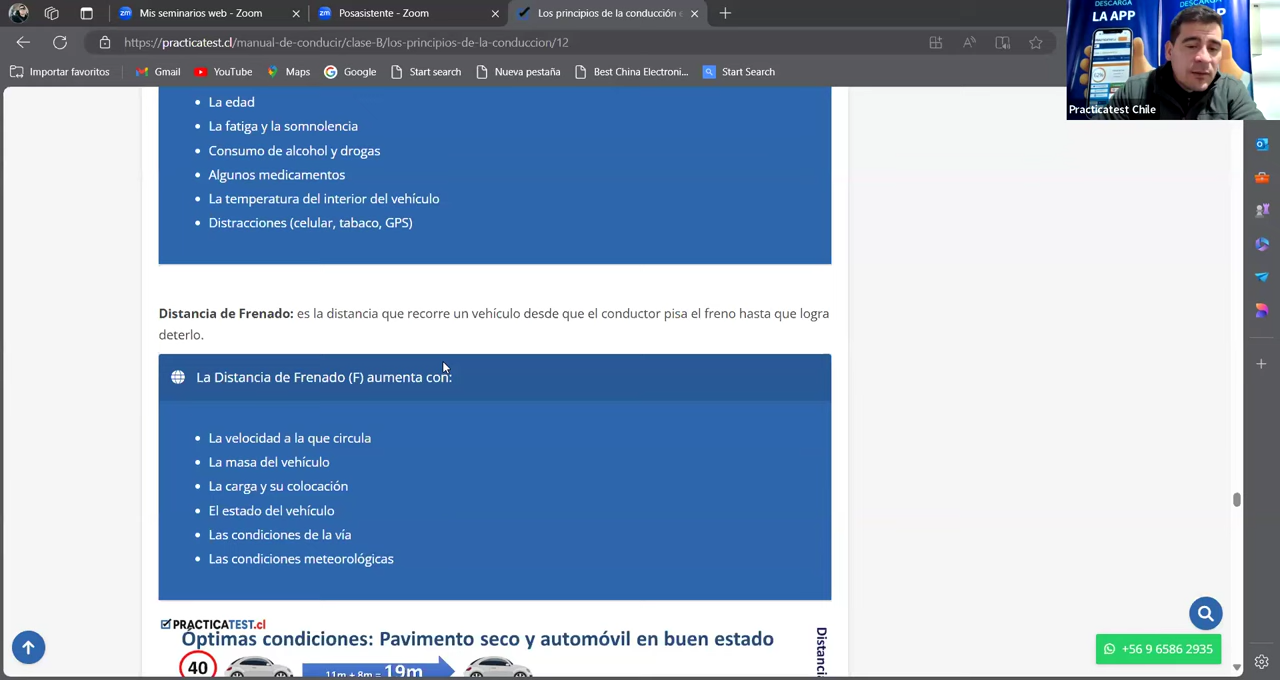 Mis seminarios web - Zoom
Posasistente - Zoom
Los principios de la conducción
https://practicatest.cl/manual-de-conducir/clase-B/los-principios-de-la-conduccion/12
Importar favoritos
Gmail
YouTube
Maps
Google
Start search
Nueva pestaña
Best China Electroni...
Start Search
DESCARGA
LA APP
Practicatest Chile
La edad
La fatiga y la somnolencia
Consumo de alcohol y drogas
Algunos medicamentos
La temperatura del interior del vehículo
Distracciones (celular, tabaco, GPS)
Distancia de Frenado: es la distancia que recorre un vehículo desde que el conductor pisa el freno hasta que logra
deterlo.
La Distancia de Frenado (F) aumenta con:
La velocidad a la que circula
La masa del vehículo
La carga y su colocación
El estado del vehículo
Las condiciones de la vía
Las condiciones meteorológicas
PRACTICATEST.cl
Óptimas condiciones: Pavimento seco y automóvil en buen estado
40
11m + 8m = 19m
+56 9 6586 2935